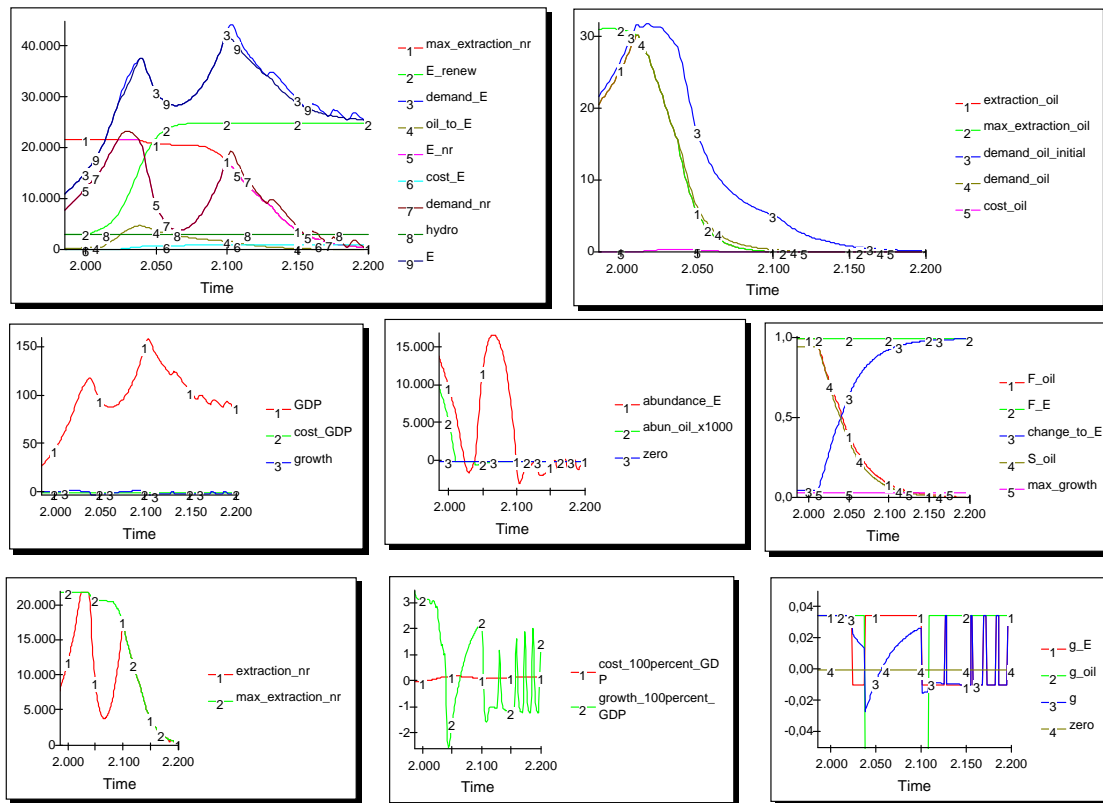 40.000
30.000
20.000
10.000
0.000
2.000 2.050 2.100 2.150 2.200
Time
1 max_extraction_nr
2 E_renew
3 demand_E
4 oil_to_E
5 E_nr
6 cost_E
7 demand_nr
8 hydro
9 E
30
20
10
0
2.000 2.050 2.100 2.150 2.200
Time
1 extraction_oil
2 max_extraction_oil
3 demand_oil_initial
4 demand_oil
5 cost_oil
150
100
50
0
2.000 2.050 2.100 2.150 2.200
Time
1 GDP
2 cost_GDP
3 growth
15.000
10.000
5.000
0.000
2.000 2.100 2.200
Time
1 abundance_E
2 abun_oil_x1000
3 zero
1,0
0,5
0,0
2.000 2.050 2.100 2.150 2.200
Time
1 F_oil
2 F_E
3 change_to_E
4 S_oil
5 max_growth
20.000
15.000
10.000
5.000
0.000
2.000 2.100 2.200
Time
1 extraction_nr
2 max_extraction_nr
3
2
1
0
-1
-2
2.000 2.050 2.100 2.150 2.200
Time
1 cost_100percent_GD
P
2 growth_100percent_
GDP
0,04
0,02
0,00
-0,02
-0,04
2.000 2.050 2.100 2.150 2.200
Time
1 g_E
2 g_oil
3 g
4 zero